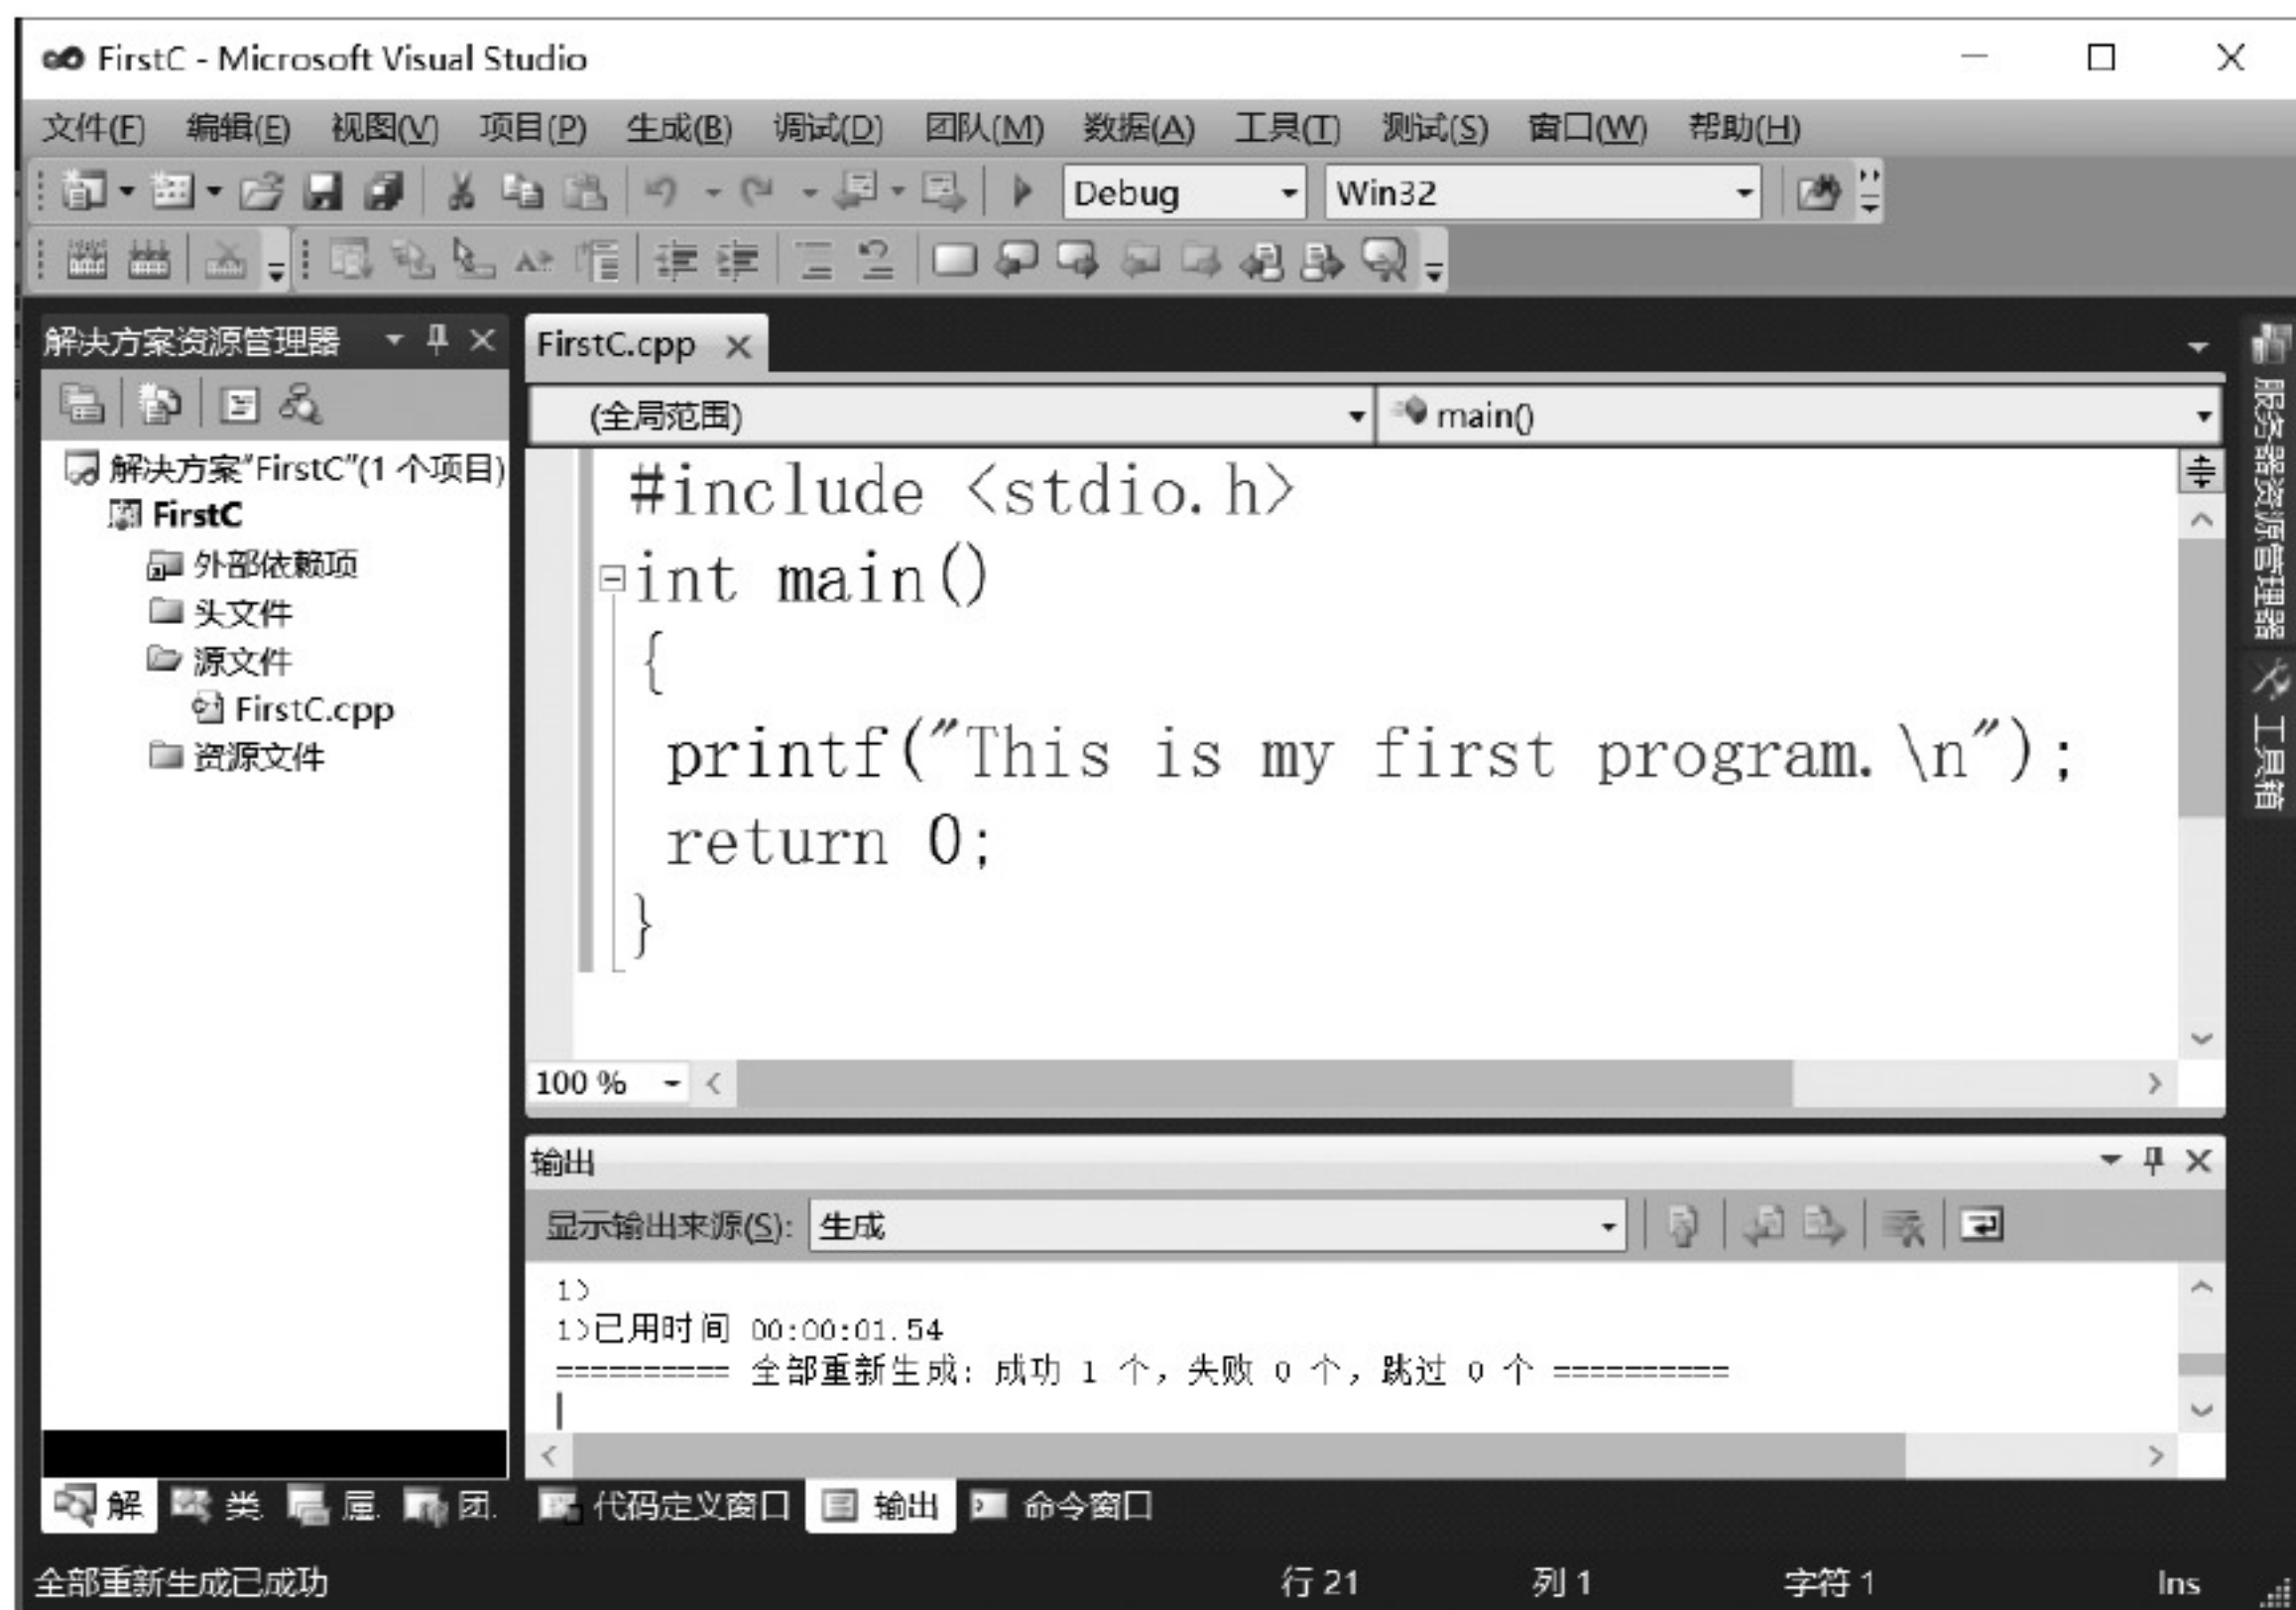 FirstC - Microsoft Visual Studio
文件(F) 编辑(E) 视图(V) 项目(P) 生成(B) 调试(D) 团队(M) 数据(A) 工具(T) 测试(S) 窗口(W) 帮助(H)
Debug Win32
解决方案资源管理器
解决方案"FirstC"(1 个项目)
FirstC
外部依赖项
头文件
源文件
FirstC.cpp
资源文件
FirstC.cpp
(全局范围) main()
#include <stdio.h>
int main()
{
printf("This is my first program.\n");
return 0;
}
100 %
输出
显示输出来源(S): 生成
1>
1>已用时间 00:00:01.54
========== 全部重新生成: 成功 1 个，失败 0 个，跳过 0 个 ==========
服务器资源管理器
工具箱
解 类 属 团 代码定义窗口 输出 命令窗口
全部重新生成已成功 行 21 列 1 字符 1 Ins